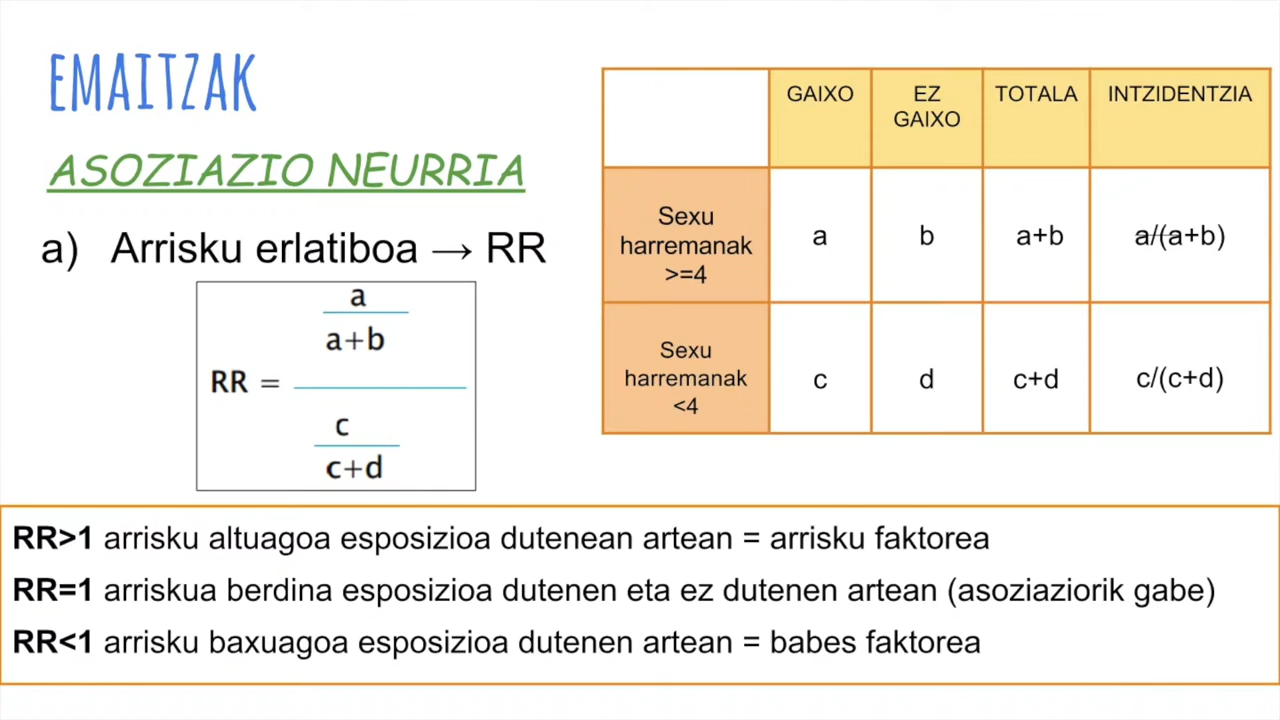 EMAITZAK
ASOZIAZIO NEURRIA
a) Arrisku erlatiboa → RR
a
a+b
RR =
c
c+d
GAIXO
EZ
GAIXO
TOTALA
INTZIDENTZIA
Sexu
harremanak
>=4
a
b
a+b
a/(a+b)
Sexu
harremanak
<4
c
d
c+d
c/(c+d)
RR>1 arrisku altuagoa esposizioa dutenean artean = arrisku faktorea
RR=1 arriskua berdina esposizioa dutenen eta ez dutenen artean (asoziaziorik gabe)
RR<1 arrisku baxuagoa esposizioa dutenen artean = babes faktorea